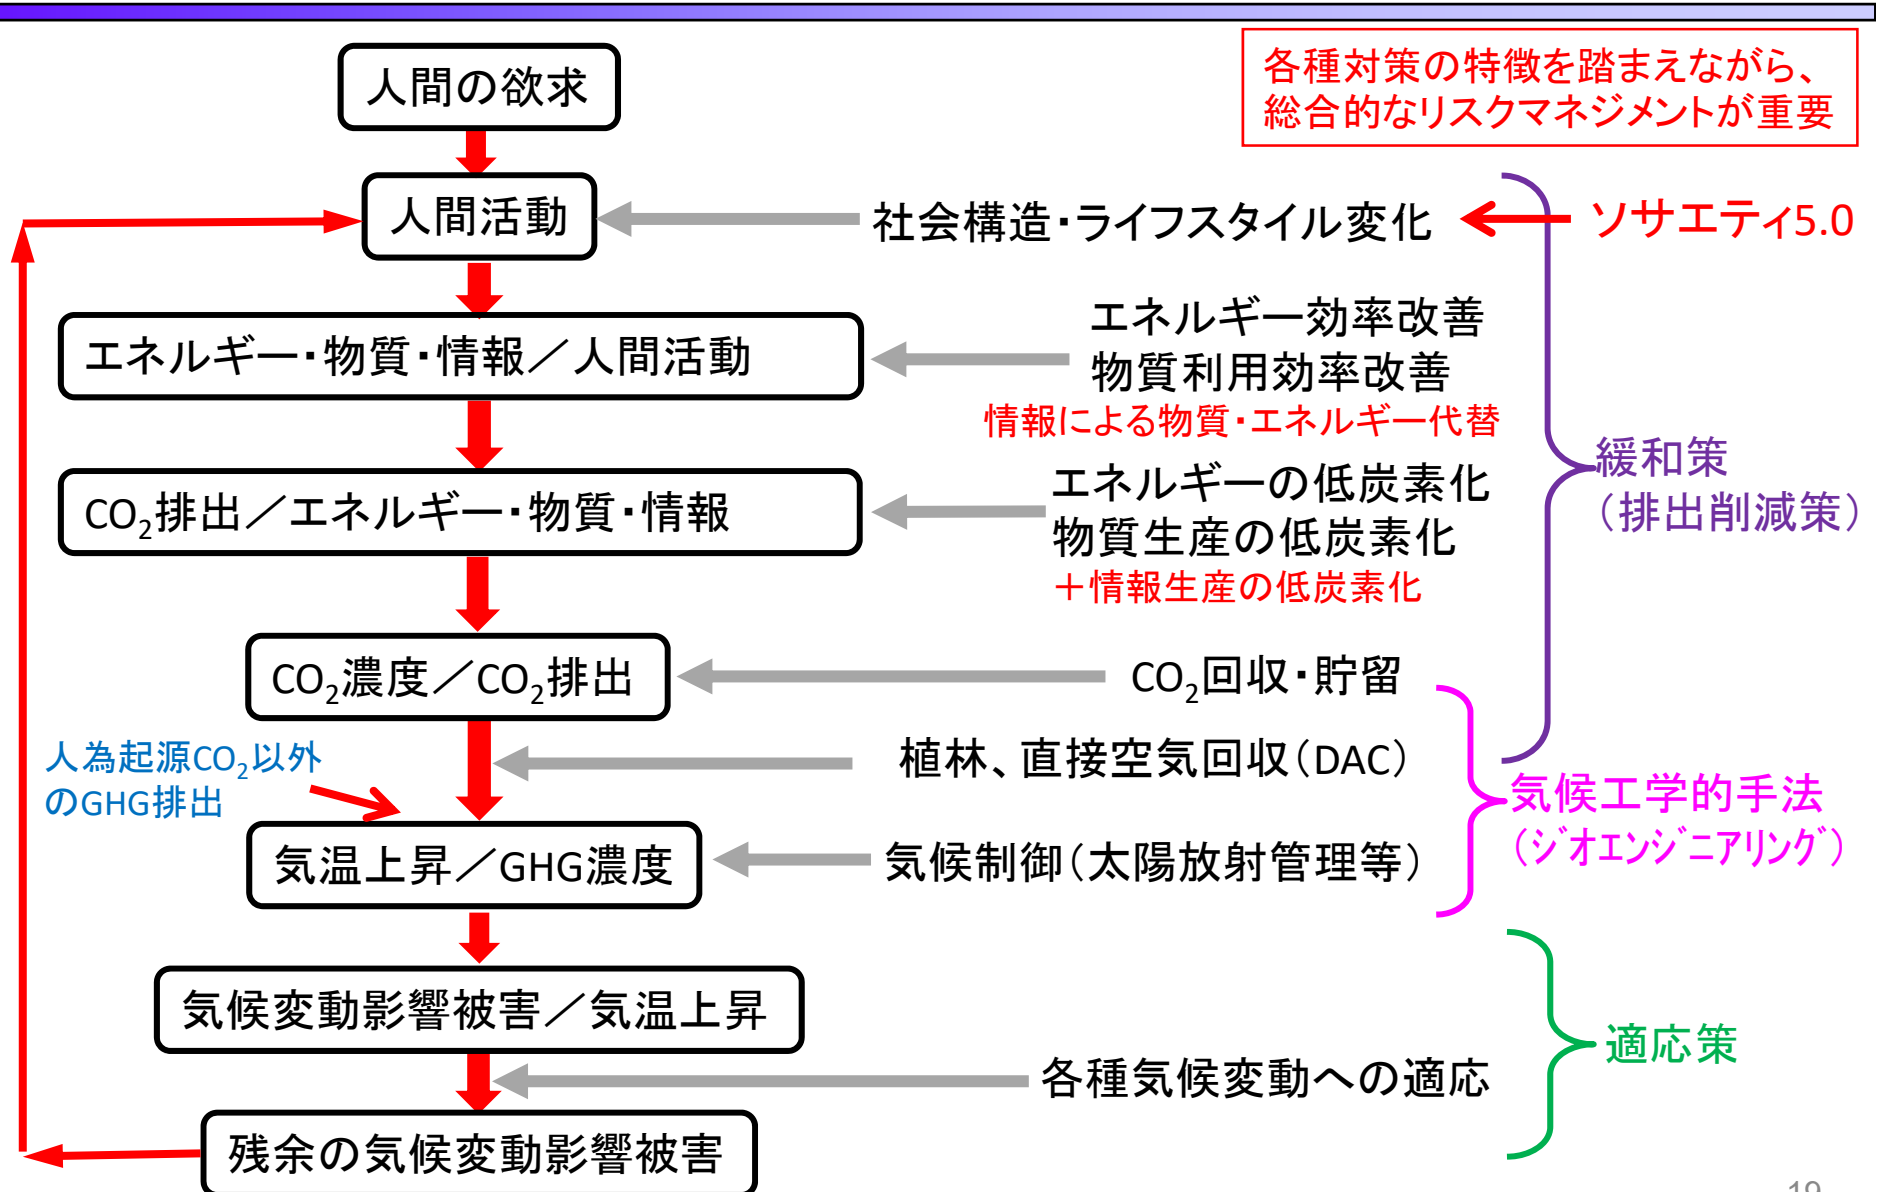 各種対策の特徴を踏まえながら、
総合的なリスクマネジメントが重要
人間の欲求
人間活動
社会構造・ライフスタイル変化
ソサエティ5.0
エネルギー・物質・情報／人間活動
エネルギー効率改善
物質利用効率改善
情報による物質・エネルギー代替
緩和策
（排出削減策）
CO₂排出／エネルギー・物質・情報
エネルギーの低炭素化
物質生産の低炭素化
＋情報生産の低炭素化
CO₂濃度／CO₂排出
CO₂回収・貯留
人為起源CO₂以外
のGHG排出
植林、直接空気回収（DAC）
気候工学的手法
（ｼﾞｵｴﾝｼﾞﾆｱﾘﾝｸﾞ）
気温上昇／GHG濃度
気候制御（太陽放射管理等）
気候変動影響被害／気温上昇
各種気候変動への適応
適応策
残余の気候変動影響被害
19